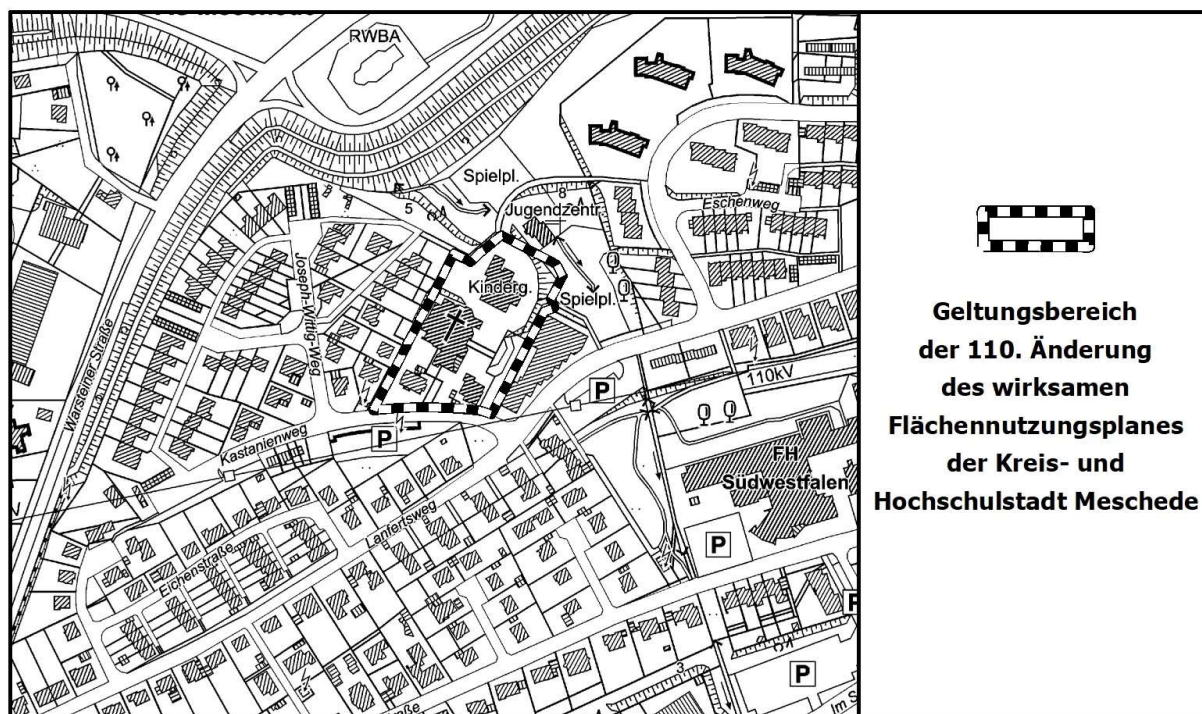 RWBA
Spielpl.
8
5
Jugendzentr.
Eschenweg
Kinderg.
Spielpl.
Joseph-Wittig-Weg
Warsteiner Straße
110kV
P
Kastanienweg
P
FH
Südwestfalen
Lanfertsweg
Eichenstraße
P
P
3
P
Im S
Geltungsbereich
der 110. Änderung
des wirksamen
Flächennutzungsplanes
der Kreis- und
Hochschulstadt Meschede